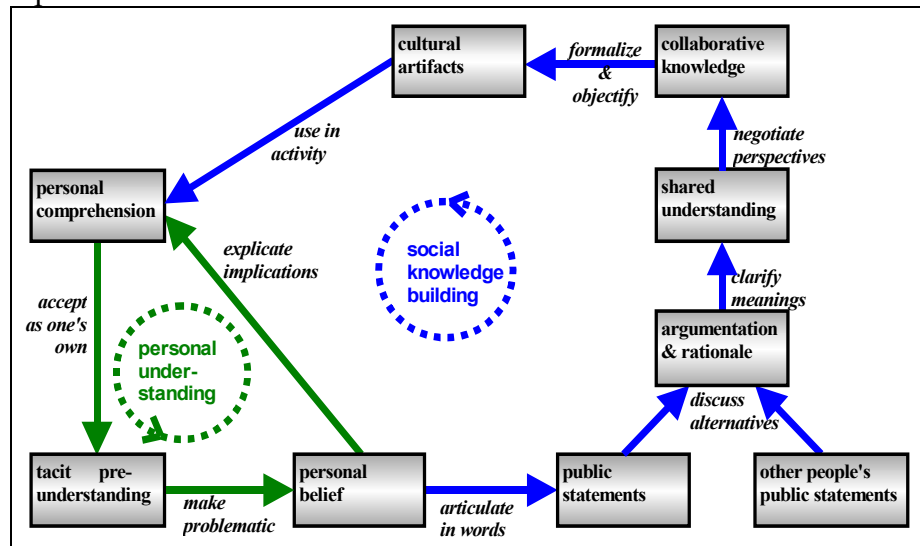 cultural
artifacts
formalize
&
objectify
collaborative
knowledge
use in
activity
negotiate
perspectives
personal
comprehension
shared
understanding
explicate
implications
social
knowledge
building
clarify
meanings
accept
as one's
own
personal
under-
standing
argumentation
& rationale
discuss
alternatives
tacit pre-
understanding
make
problematic
personal
belief
articulate
in words
public
statements
other people's
public statements